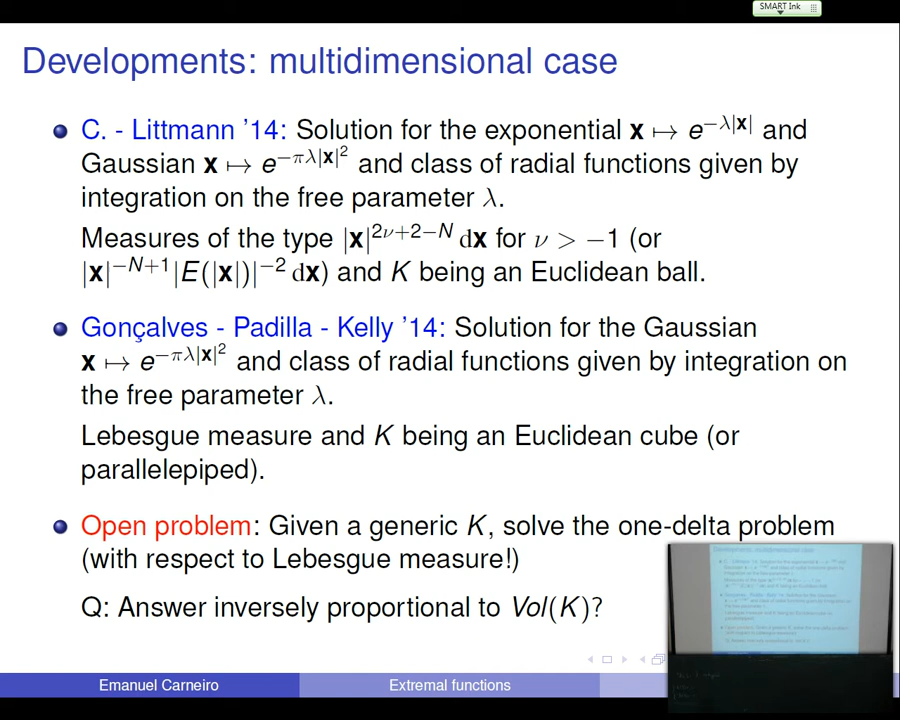 SMART Ink
Developments: multidimensional case
C. - Littmann '14: Solution for the exponential x ↦ e^{−λ|x|} and
Gaussian x ↦ e^{−πλ|x|^2} and class of radial functions given by
integration on the free parameter λ.
Measures of the type |x|^{2ν+2−N} dx for ν > −1 (or
|x|^{−N+1}|E(|x|)|^{−2} dx) and K being an Euclidean ball.
Gonçalves - Padilla - Kelly '14: Solution for the Gaussian
x ↦ e^{−πλ|x|^2} and class of radial functions given by integration on
the free parameter λ.
Lebesgue measure and K being an Euclidean cube (or
parallelepiped).
Open problem: Given a generic K, solve the one-delta problem
(with respect to Lebesgue measure!)
Q: Answer inversely proportional to Vol(K)?
Emanuel Carneiro
Extremal functions